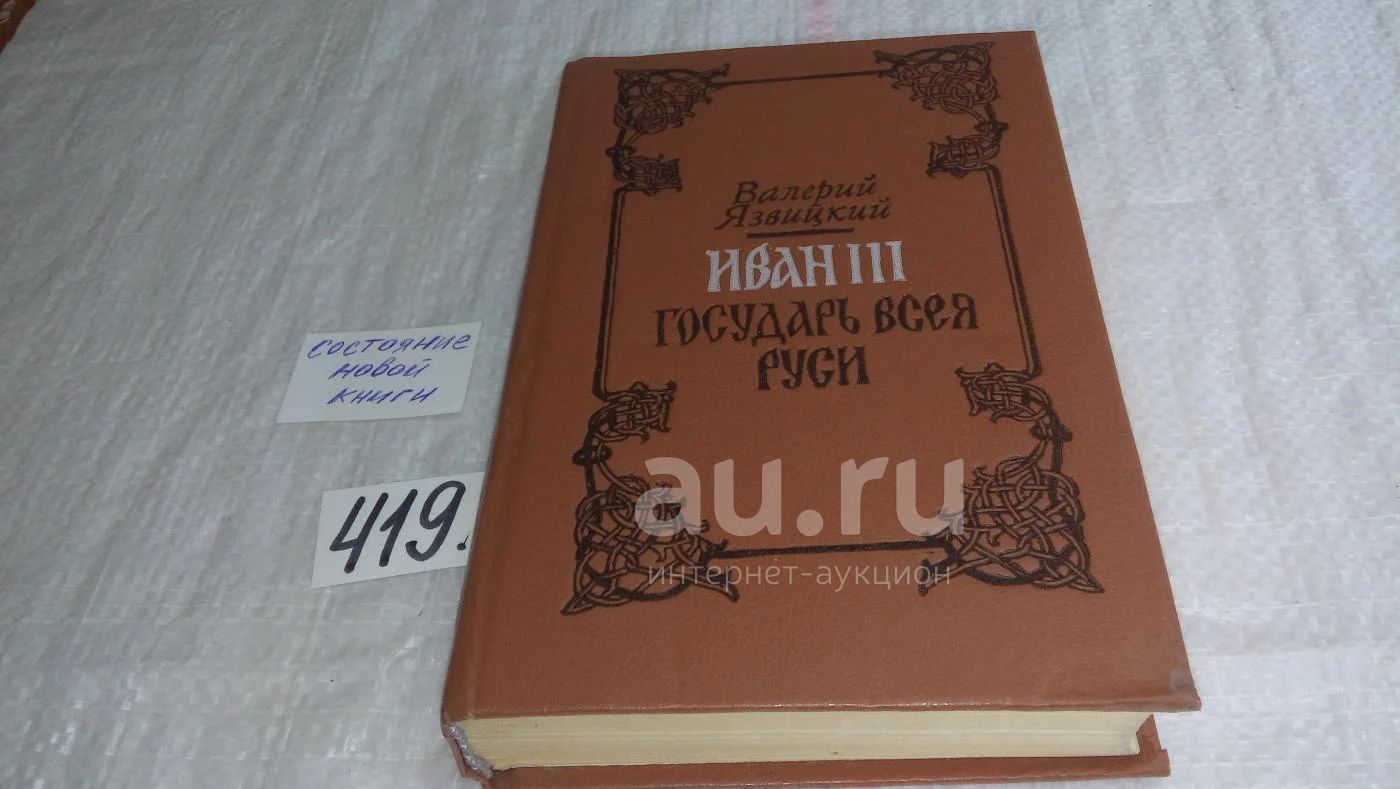 Валерий
Язвицкий
ИВАН III
ГОСУДАРЬ ВСЕЯ
РУСИ
состояние
новой
книги
419.
au.ru
интернет-аукцион